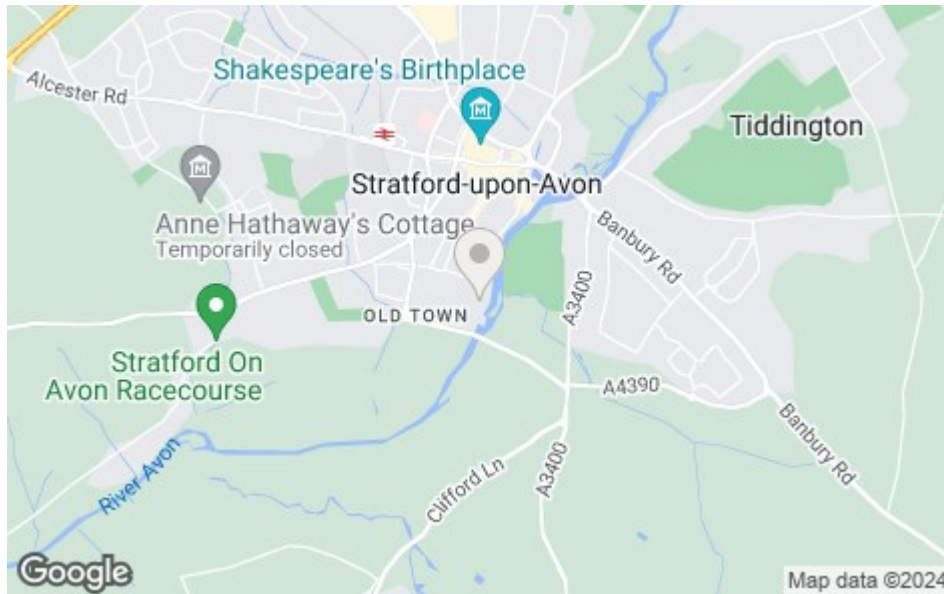 Alcester Rd
Shakespeare's Birthplace
Tiddington
Stratford-upon-Avon
Anne Hathaway's Cottage
Temporarily closed
Banbury Rd
A3400
OLD TOWN
Stratford On
Avon Racecourse
A4390
River Avon
Clifford Ln
A3400
Banbury Rd
Google
Map data ©2024